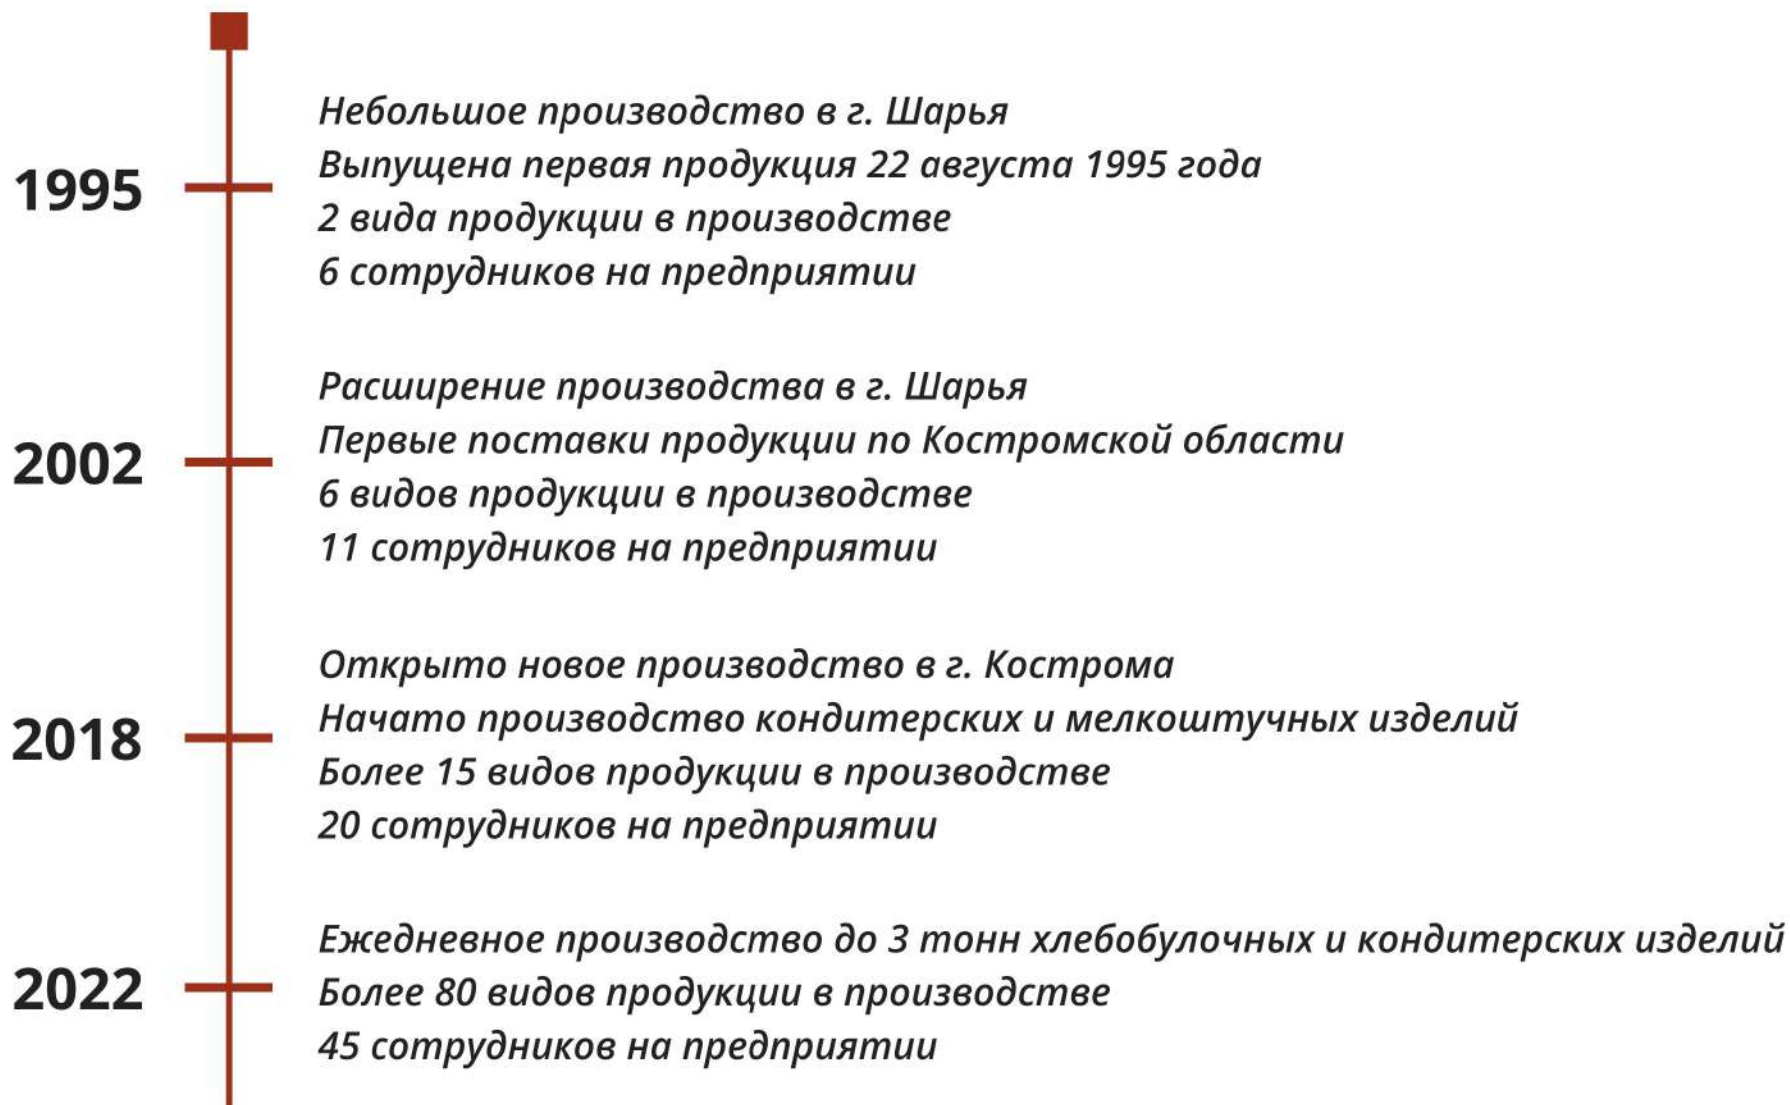 1995
Небольшое производство в г. Шарья
Выпущена первая продукция 22 августа 1995 года
2 вида продукции в производстве
6 сотрудников на предприятии
2002
Расширение производства в г. Шарья
Первые поставки продукции по Костромской области
6 видов продукции в производстве
11 сотрудников на предприятии
2018
Открыто новое производство в г. Кострома
Начато производство кондитерских и мелкоштучных изделий
Более 15 видов продукции в производстве
20 сотрудников на предприятии
2022
Ежедневное производство до 3 тонн хлебобулочных и кондитерских изделий
Более 80 видов продукции в производстве
45 сотрудников на предприятии